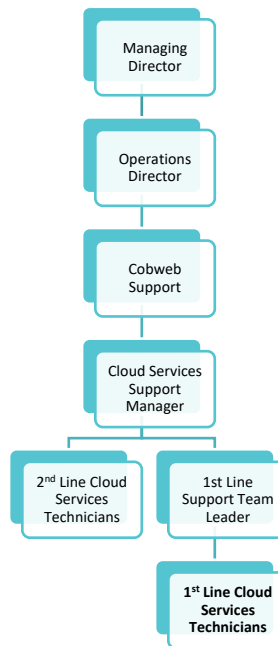 Managing
Director
Operations
Director
Cobweb
Support
Cloud Services
Support
Manager
2nd Line Cloud
Services
Technicians
1st Line
Support Team
Leader
1st Line Cloud
Services
Technicians